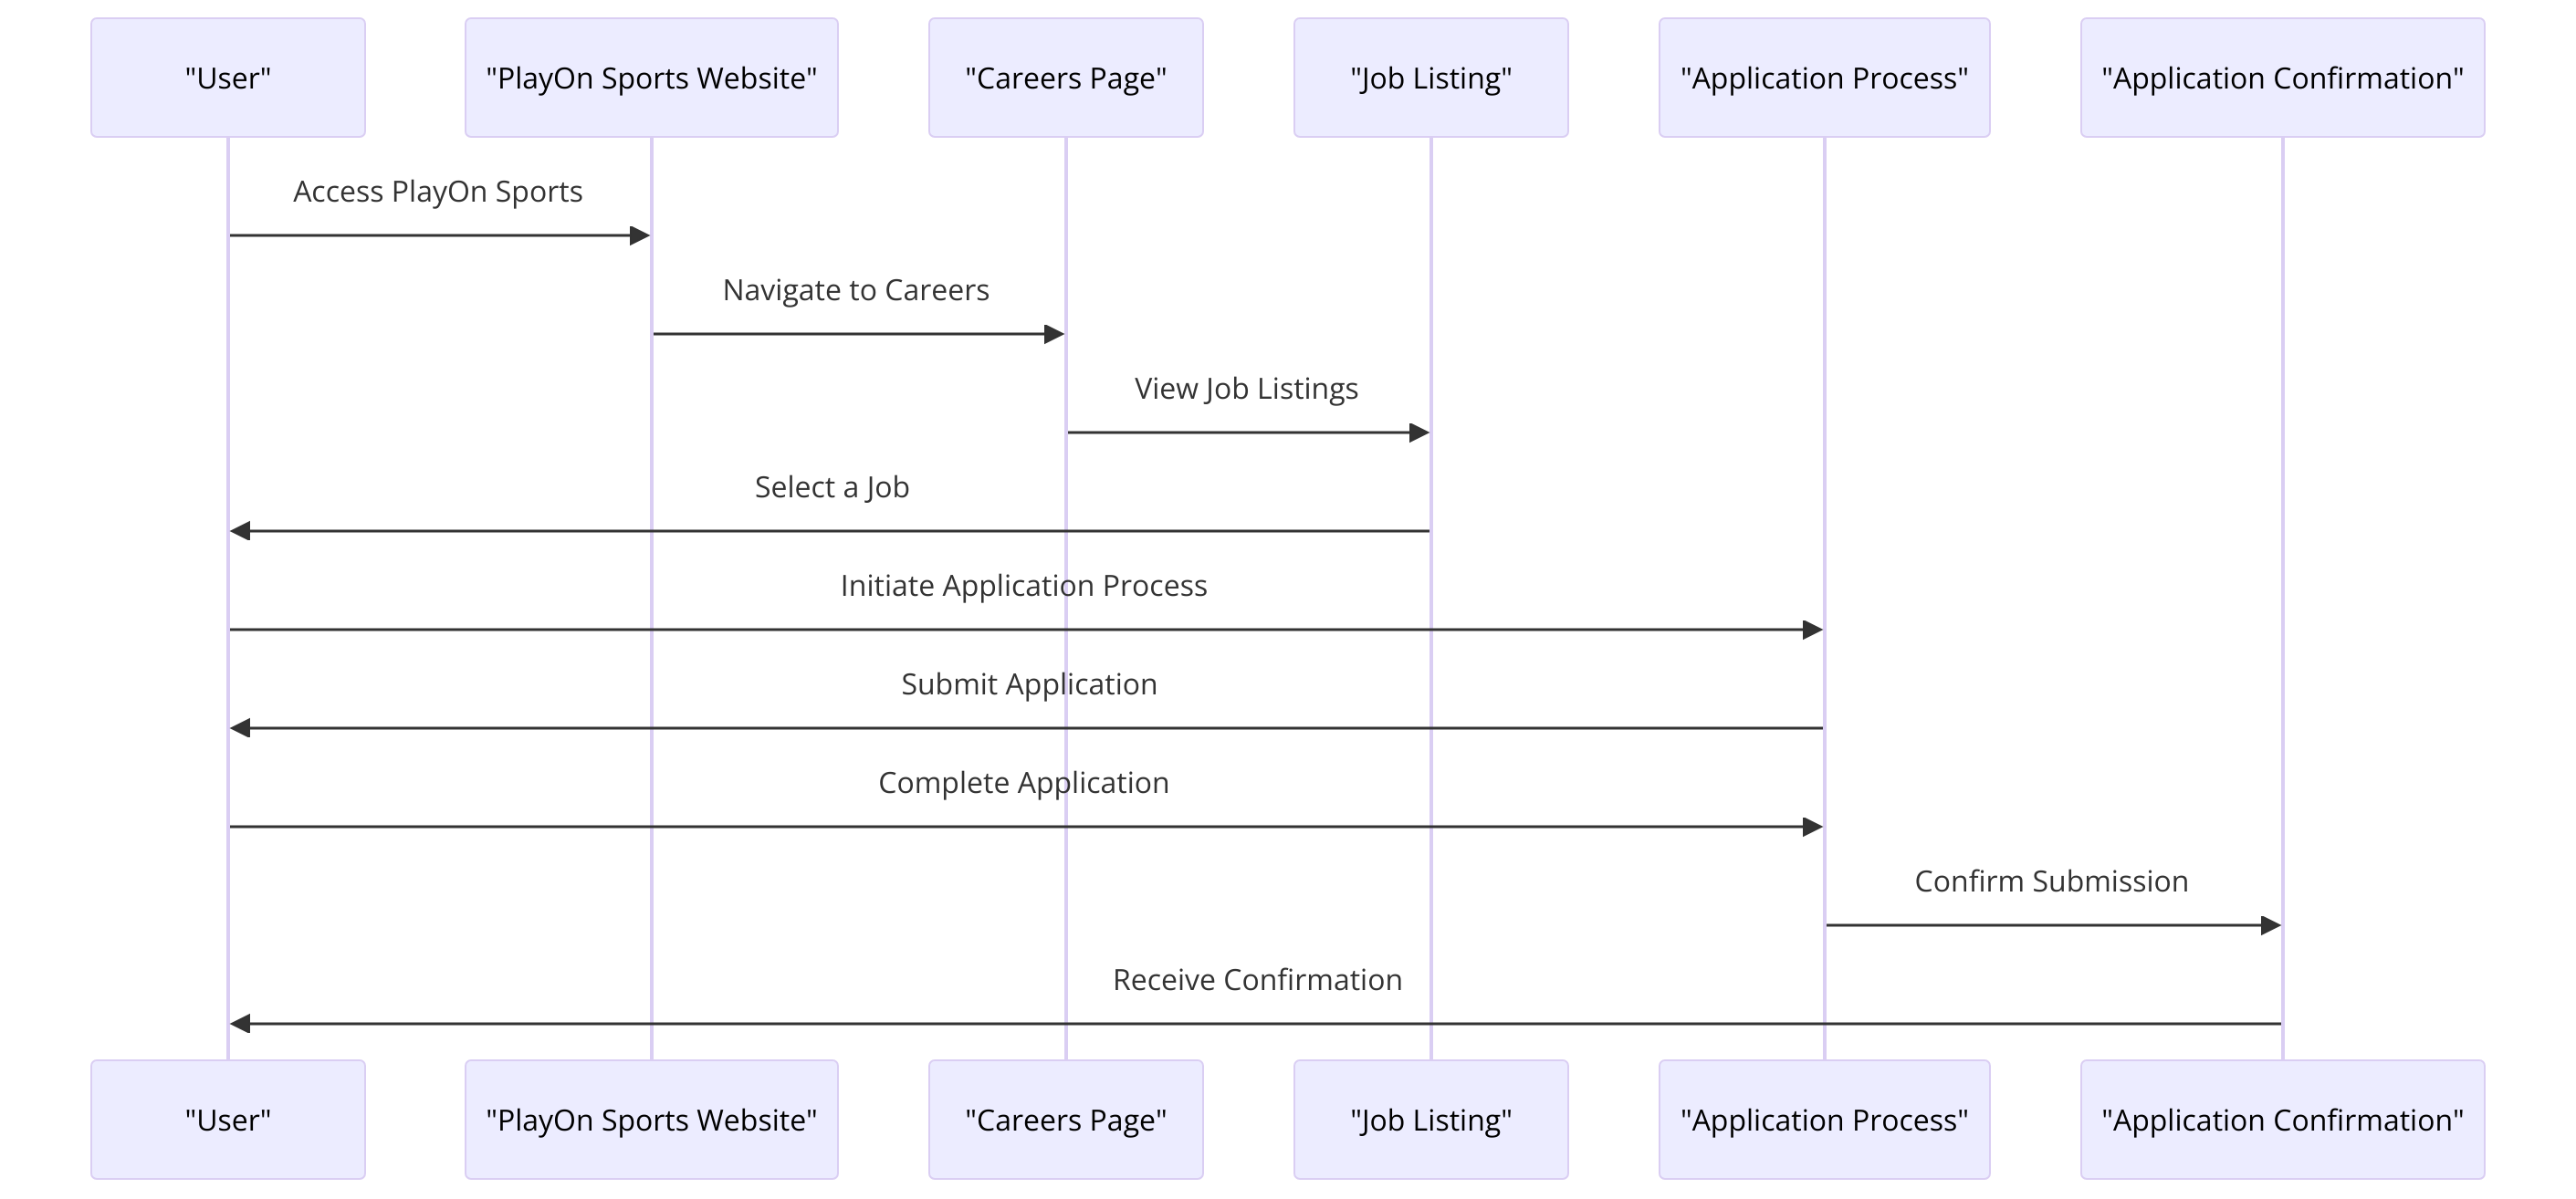 "User"
"PlayOn Sports Website"
"Careers Page"
"Job Listing"
"Application Process"
"Application Confirmation"
Access PlayOn Sports
Navigate to Careers
View Job Listings
Select a Job
Initiate Application Process
Submit Application
Complete Application
Confirm Submission
Receive Confirmation
"User"
"PlayOn Sports Website"
"Careers Page"
"Job Listing"
"Application Process"
"Application Confirmation"